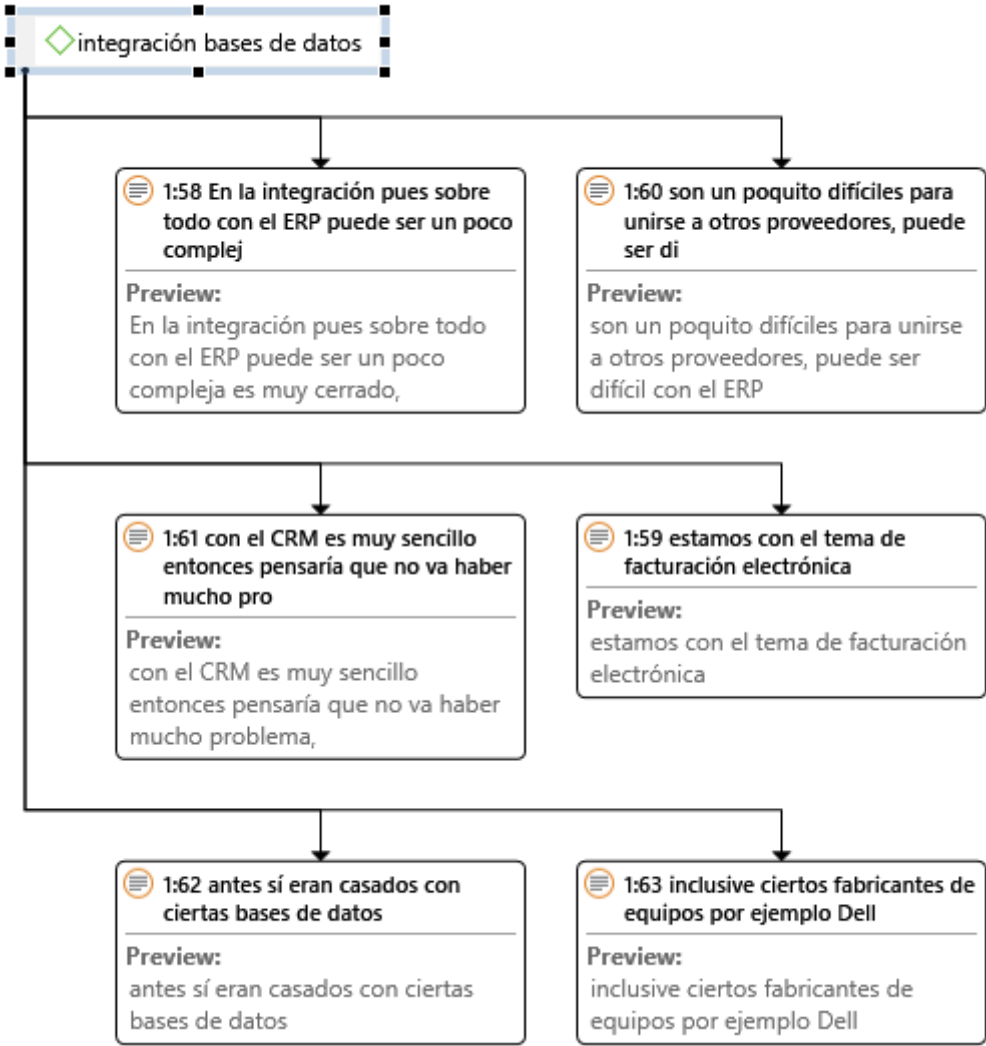 integración bases de datos
1:58 En la integración pues sobre
todo con el ERP puede ser un poco
complej
Preview:
En la integración pues sobre todo
con el ERP puede ser un poco
compleja es muy cerrado,
1:60 son un poquito difíciles para
unirse a otros proveedores, puede
ser di
Preview:
son un poquito difíciles para unirse
a otros proveedores, puede ser
difícil con el ERP
1:61 con el CRM es muy sencillo
entonces pensaría que no va haber
mucho pro
Preview:
con el CRM es muy sencillo
entonces pensaría que no va haber
mucho problema,
1:59 estamos con el tema de
facturación electrónica
Preview:
estamos con el tema de facturación
electrónica
1:62 antes sí eran casados con
ciertas bases de datos
Preview:
antes sí eran casados con ciertas
bases de datos
1:63 inclusive ciertos fabricantes de
equipos por ejemplo Dell
Preview:
inclusive ciertos fabricantes de
equipos por ejemplo Dell